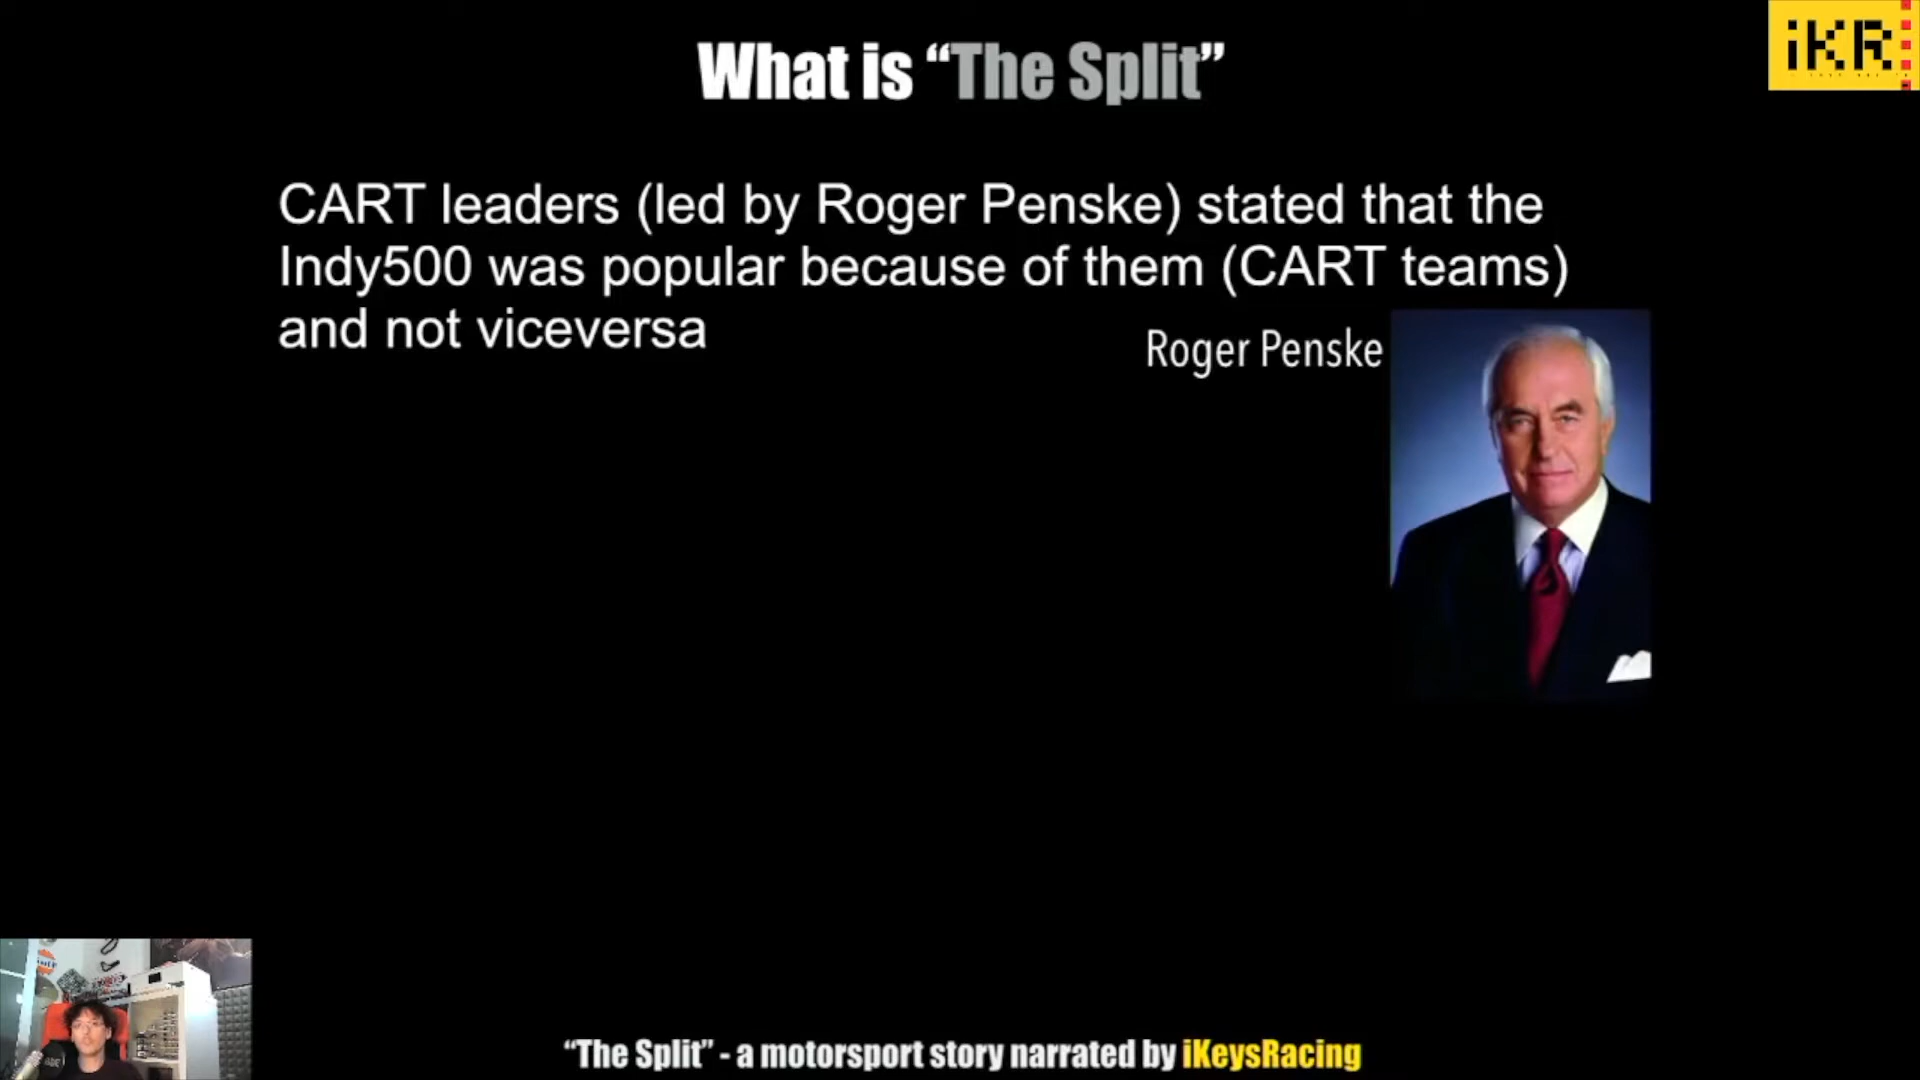 What is “The Split”
iKR
CART leaders (led by Roger Penske) stated that the
Indy500 was popular because of them (CART teams)
and not viceversa
Roger Penske
“The Split” - a motorsport story narrated by iKeysRacing